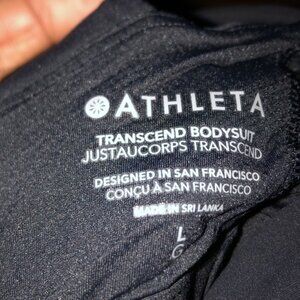 ATHLETA
TRANSCEND BODYSUIT
JUSTAUCORPS TRANSCEND
DESIGNED IN SAN FRANCISCO
CONÇU À SAN FRANCISCO
MADE IN SRI LANKA
L
G